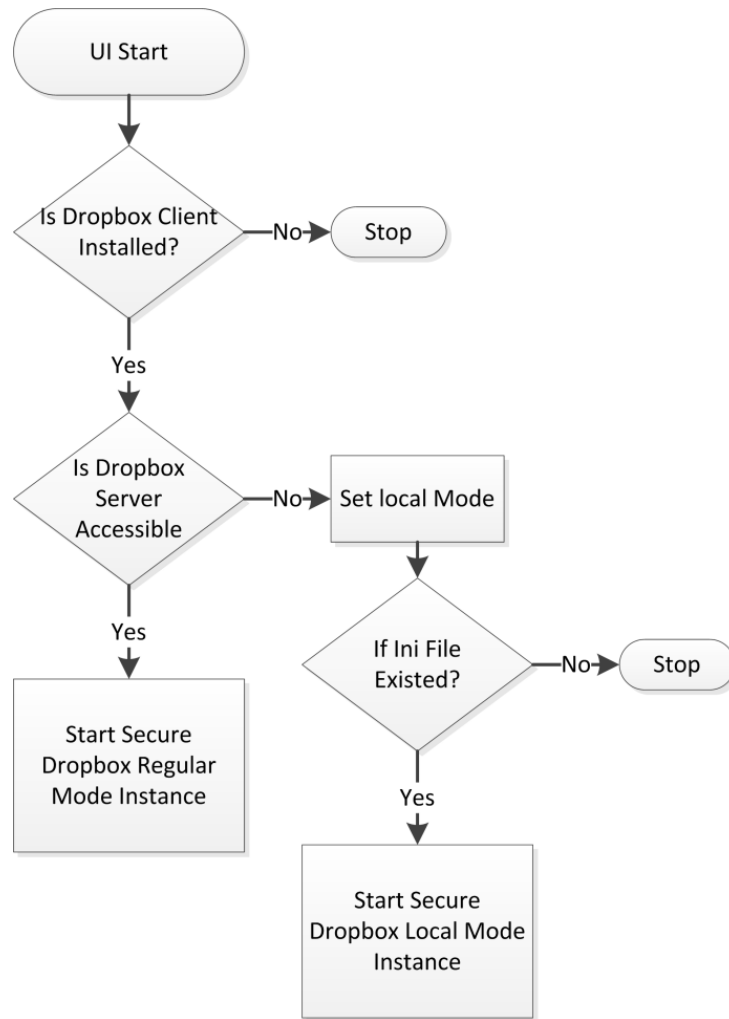 UI Start
Is Dropbox Client
Installed?
No
Stop
Yes
Is Dropbox
Server
Accessible
No
Set local Mode
Yes
If Ini File
Existed?
No
Stop
Start Secure
Dropbox Regular
Mode Instance
Yes
Start Secure
Dropbox Local Mode
Instance